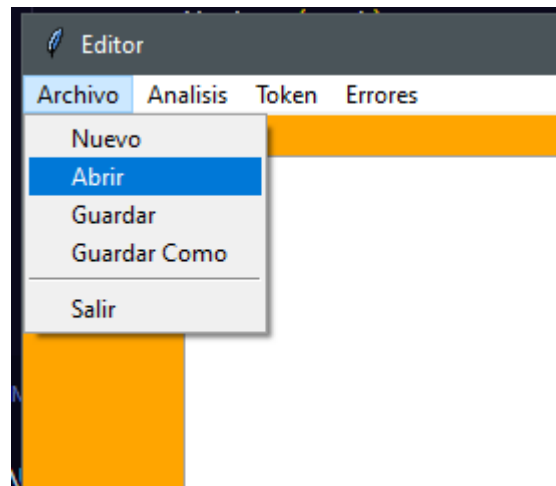 Editor
Archivo Analisis Token Errores
Nuevo
Abrir
Guardar
Guardar Como
Salir